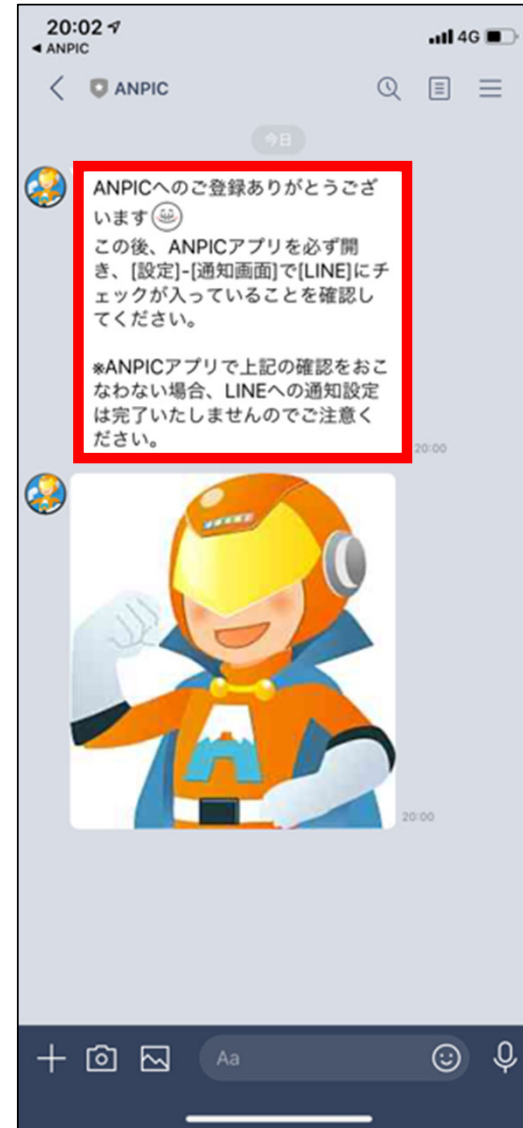 20:02
4G
◀ ANPIC
ANPIC
今日
ANPICへのご登録ありがとうござ
います
この後、ANPICアプリを必ず開
き、[設定]-[通知画面]で[LINE]にチ
ェックが入っていることを確認し
てください。
※ANPICアプリで上記の確認をおこ
なわない場合、LINEへの通知設定
は完了いたしませんのでご注意く
ださい。
20:00
A
20:00
Aa